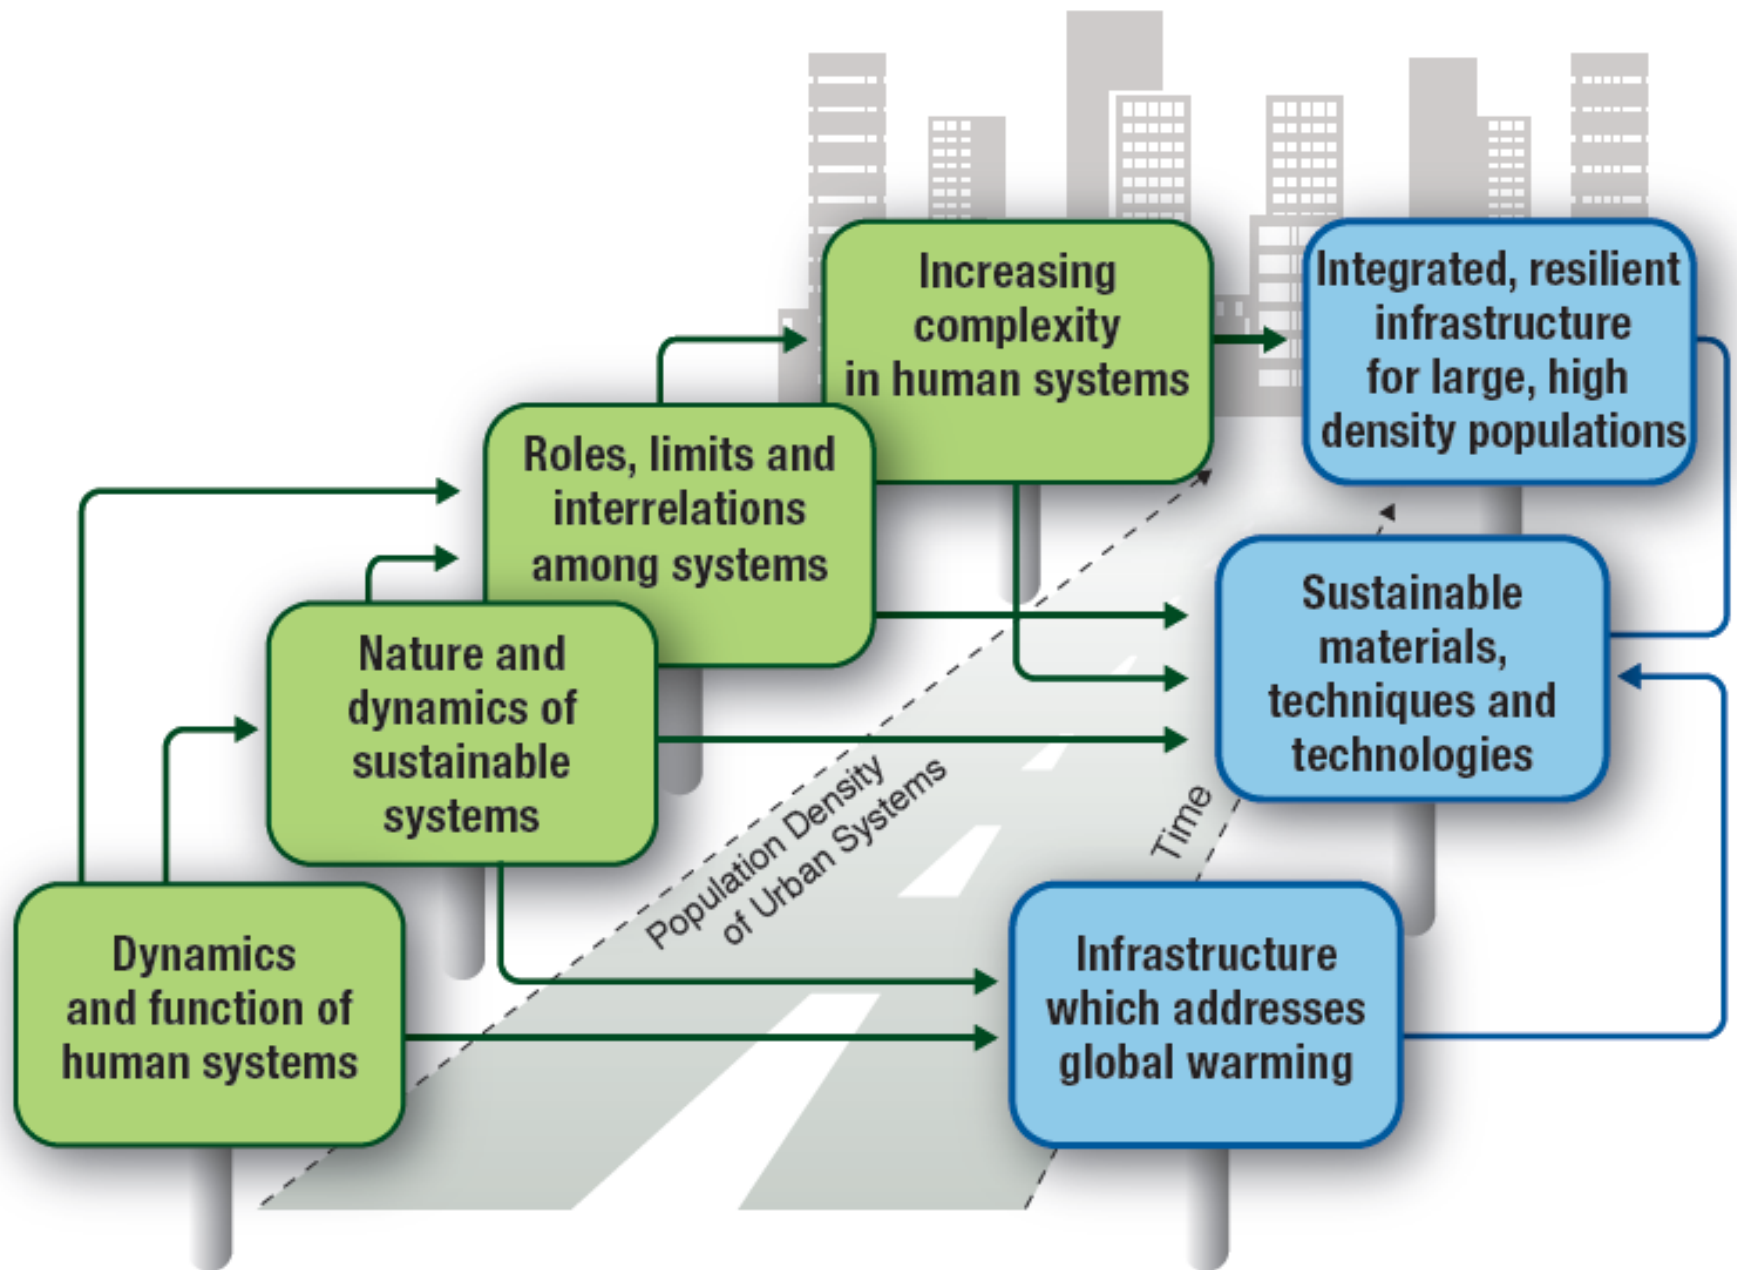 Increasing
complexity
in human systems
Integrated, resilient
infrastructure
for large, high
density populations
Roles, limits and
interrelations
among systems
Sustainable
materials,
techniques and
technologies
Nature and
dynamics of
sustainable
systems
Population Density
of Urban Systems
Time
Dynamics
and function of
human systems
Infrastructure
which addresses
global warming